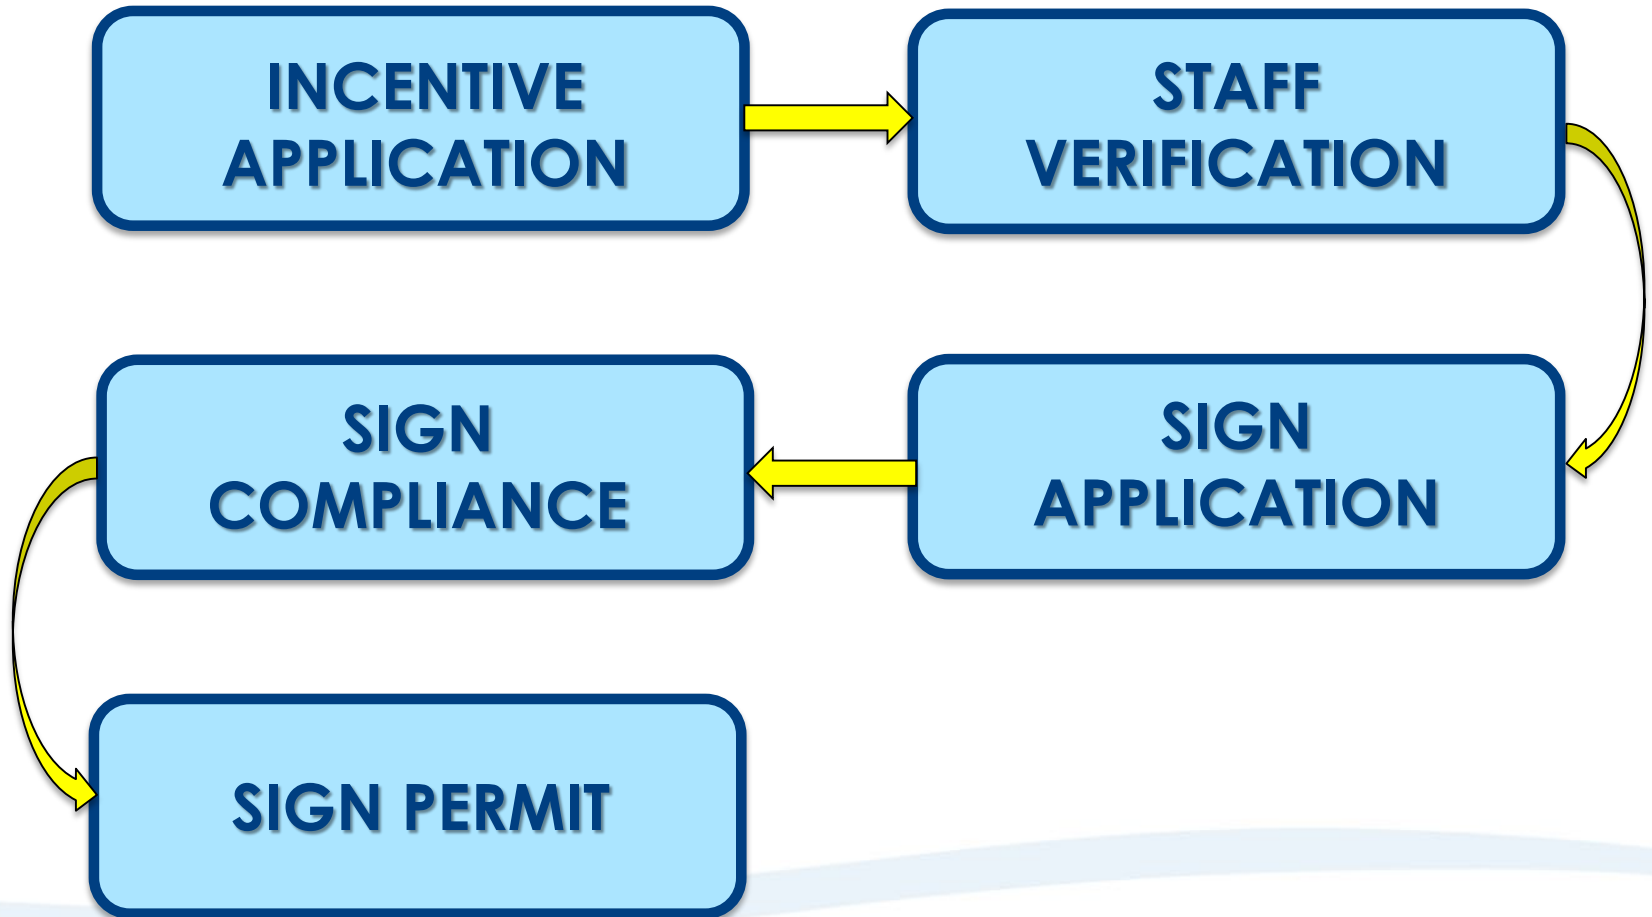 INCENTIVE
APPLICATION
STAFF
VERIFICATION
SIGN
APPLICATION
SIGN
COMPLIANCE
SIGN PERMIT